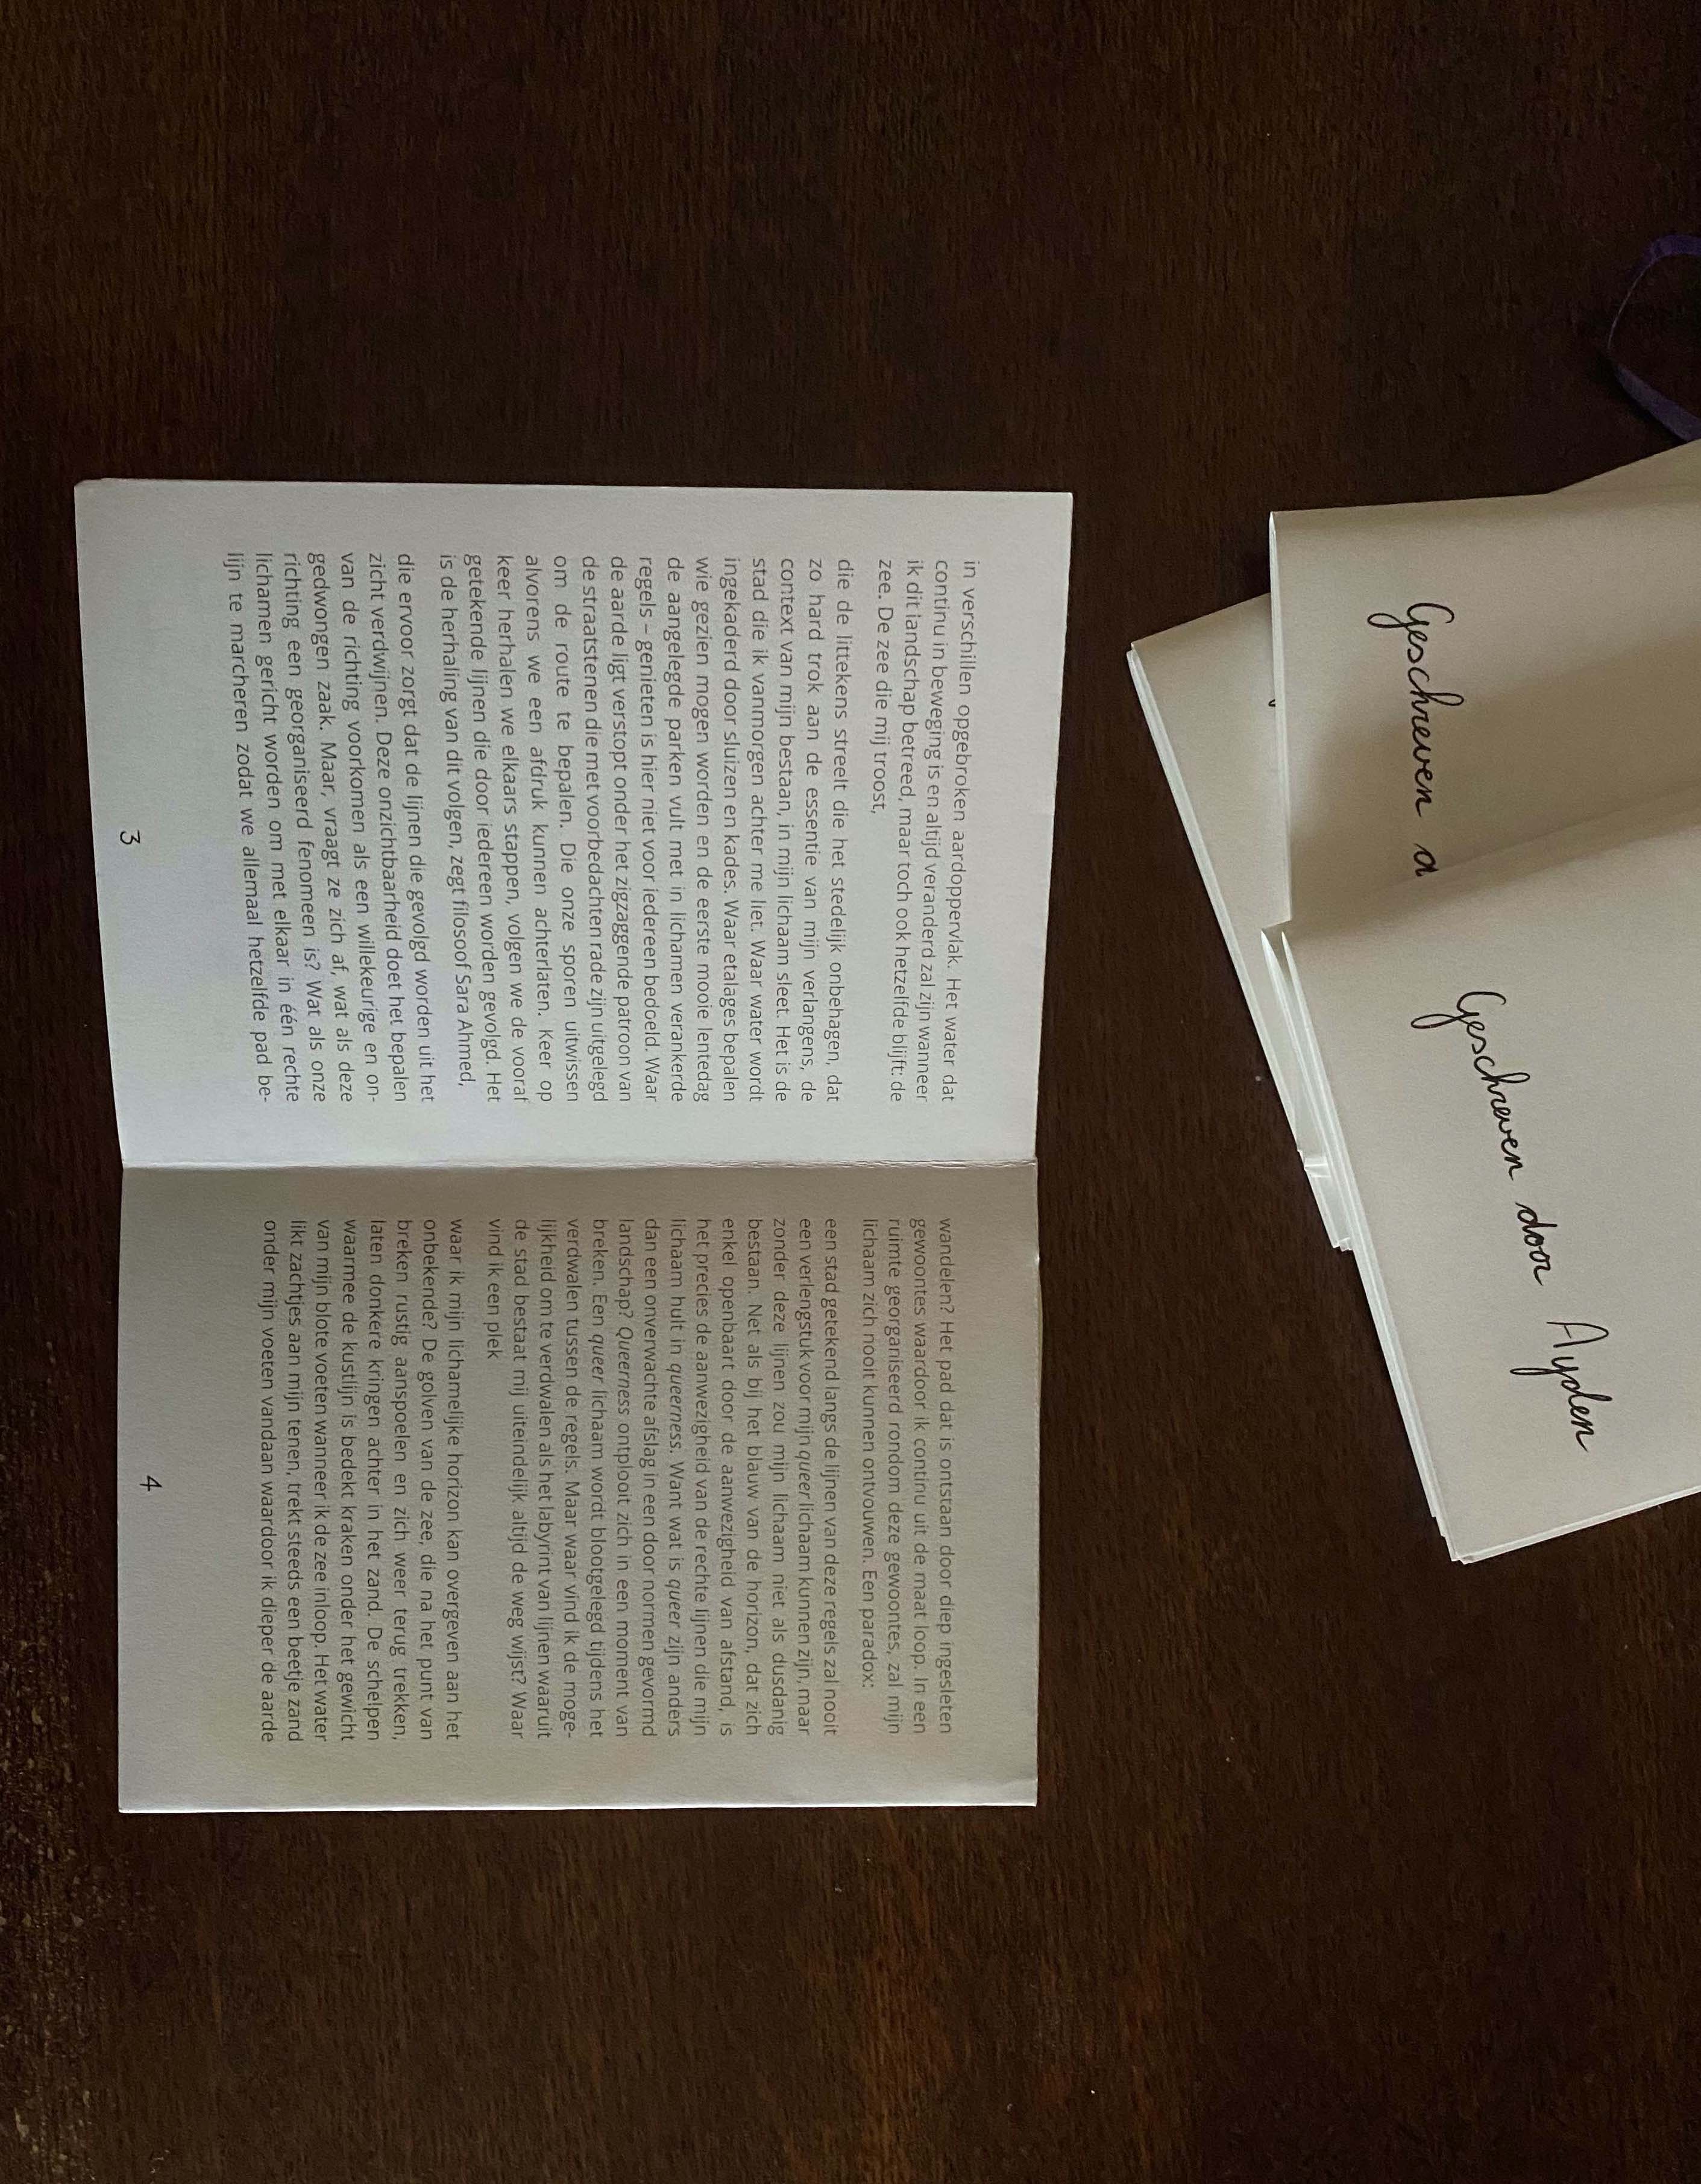 Geschreven door Ayden
Geschreven
in verschillen opgebroken aardoppervlak. Het water dat
continu in beweging is en altijd veranderd zal zijn wanneer
ik dit landschap betreed, maar toch ook hetzelfde blijft: de
zee. De zee die mij troost,
die de littekens streelt die het stedelijk onbehagen, dat
zo hard trok aan de essentie van mijn verlangens, de
context van mijn bestaan, in mijn lichaam sleet. Het is de
stad die ik vanmorgen achter me liet. Waar water wordt
ingekaderd door sluizen en kades. Waar etalages bepalen
wie gezien mogen worden en de eerste mooie lentedag
de aangelegde parken vult met in lichamen verankerde
regels – genieten is hier niet voor iedereen bedoeld. Waar
de aarde ligt verstopt onder het zigzaggende patroon van
de straatstenen die met voorbedachten rade zijn uitgelegd
om de route te bepalen. Die onze sporen uitwissen
alvorens we een afdruk kunnen achterlaten. Keer op
keer herhalen we elkaars stappen, volgen we de vooraf
getekende lijnen die door iedereen worden gevolgd. Het
is de herhaling van dit volgen, zegt filosoof Sara Ahmed,
die ervoor zorgt dat de lijnen die gevolgd worden uit het
zicht verdwijnen. Deze onzichtbaarheid doet het bepalen
van de richting voorkomen als een willekeurige en on-
gedwongen zaak. Maar, vraagt ze zich af, wat als deze
richting een georganiseerd fenomeen is? Wat als onze
lichamen gericht worden om met elkaar in één rechte
lijn te marcheren zodat we allemaal hetzelfde pad be-
3
wandelen? Het pad dat is ontstaan door diep ingesleten
gewoontes waardoor ik continu uit de maat loop. In een
ruimte georganiseerd rondom deze gewoontes, zal mijn
lichaam zich nooit kunnen ontvouwen. Een paradox:
een stad getekend langs de lijnen van deze regels zal nooit
een verlengstuk voor mijn queer lichaam kunnen zijn, maar
zonder deze lijnen zou mijn lichaam niet als dusdanig
bestaan. Net als bij het blauw van de horizon, dat zich
enkel openbaart door de aanwezigheid van afstand, is
het precies de aanwezigheid van de rechte lijnen die mijn
lichaam hult in queerness. Want wat is queer zijn anders
dan een onverwachte afslag in een door normen gevormd
landschap? Queerness ontplooit zich in een moment van
breken. Een queer lichaam wordt blootgelegd tijdens het
verdwalen tussen de regels. Maar waar vind ik de moge-
lijkheid om te verdwalen als het labyrint van lijnen waaruit
de stad bestaat mij uiteindelijk altijd de weg wijst? Waar
vind ik een plek
waar ik mijn lichamelijke horizon kan overgeven aan het
onbekende? De golven van de zee, die na het punt van
breken rustig aanspoelen en zich weer terug trekken,
laten donkere kringen achter in het zand. De schelpen
waarmee de kustlijn is bedekt kraken onder het gewicht
van mijn blote voeten wanneer ik de zee inloop. Het water
likt zachtjes aan mijn tenen, trekt steeds een beetje zand
onder mijn voeten vandaan waardoor ik dieper de aarde
4